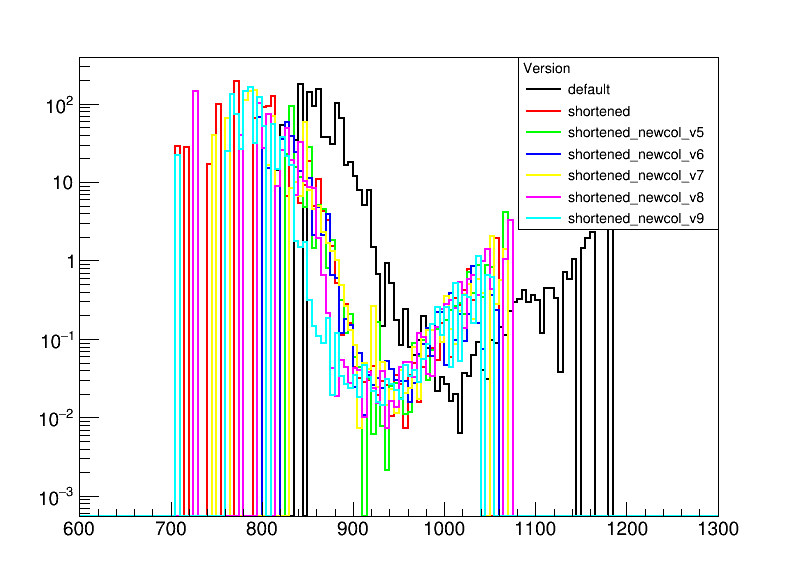 Version
default
shortened
shortened_newcol_v5
shortened_newcol_v6
shortened_newcol_v7
shortened_newcol_v8
shortened_newcol_v9
10²
10
1
10⁻¹
10⁻²
10⁻³
600 700 800 900 1000 1100 1200 1300